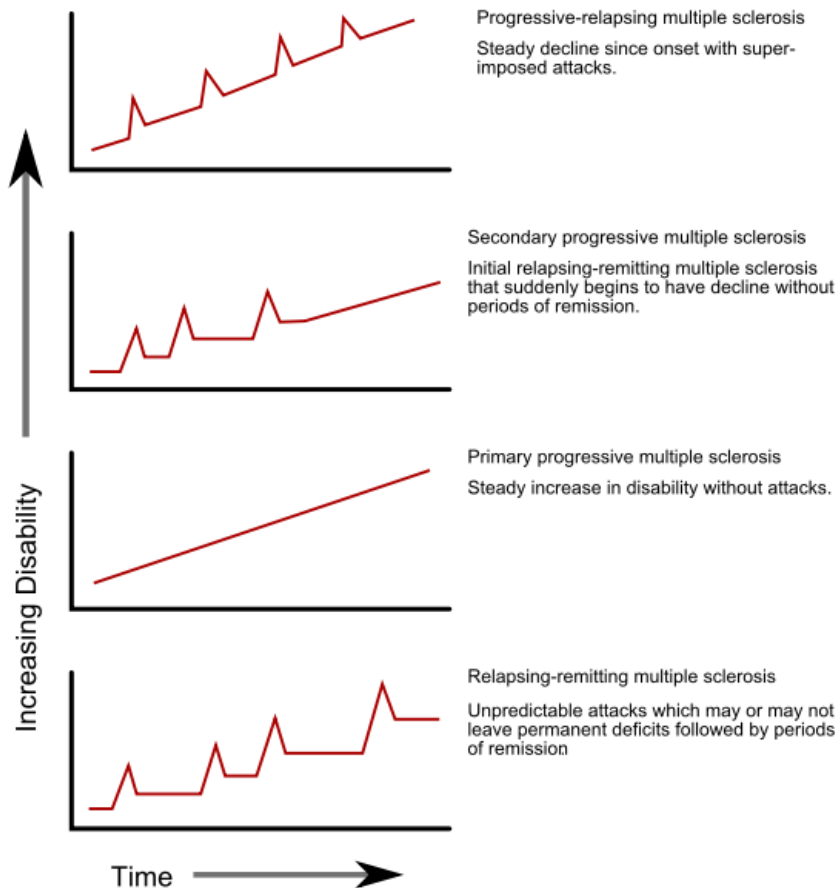 Progressive-relapsing multiple sclerosis
Steady decline since onset with super-
imposed attacks.
Secondary progressive multiple sclerosis
Initial relapsing-remitting multiple sclerosis
that suddenly begins to have decline without
periods of remission.
Primary progressive multiple sclerosis
Steady increase in disability without attacks.
Relapsing-remitting multiple sclerosis
Unpredictable attacks which may or may not
leave permanent deficits followed by periods
of remission
Increasing Disability
Time